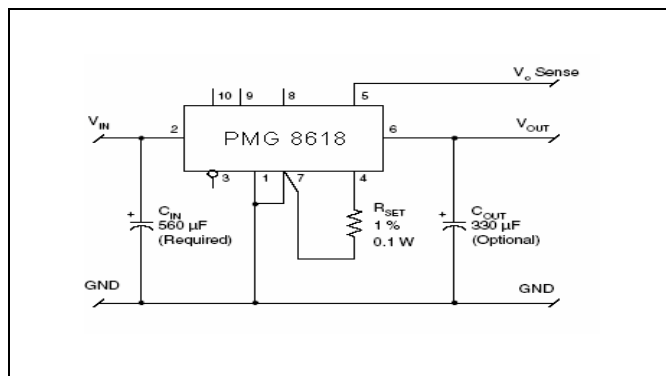 Vo Sense
10 9 8 5
VIN
2 PMG 8618 6
VOUT
3 1 7 4
+
CIN
560 µF
(Required)
RSET
1 %
0.1 W
+
COUT
330 µF
(Optional)
GND
GND